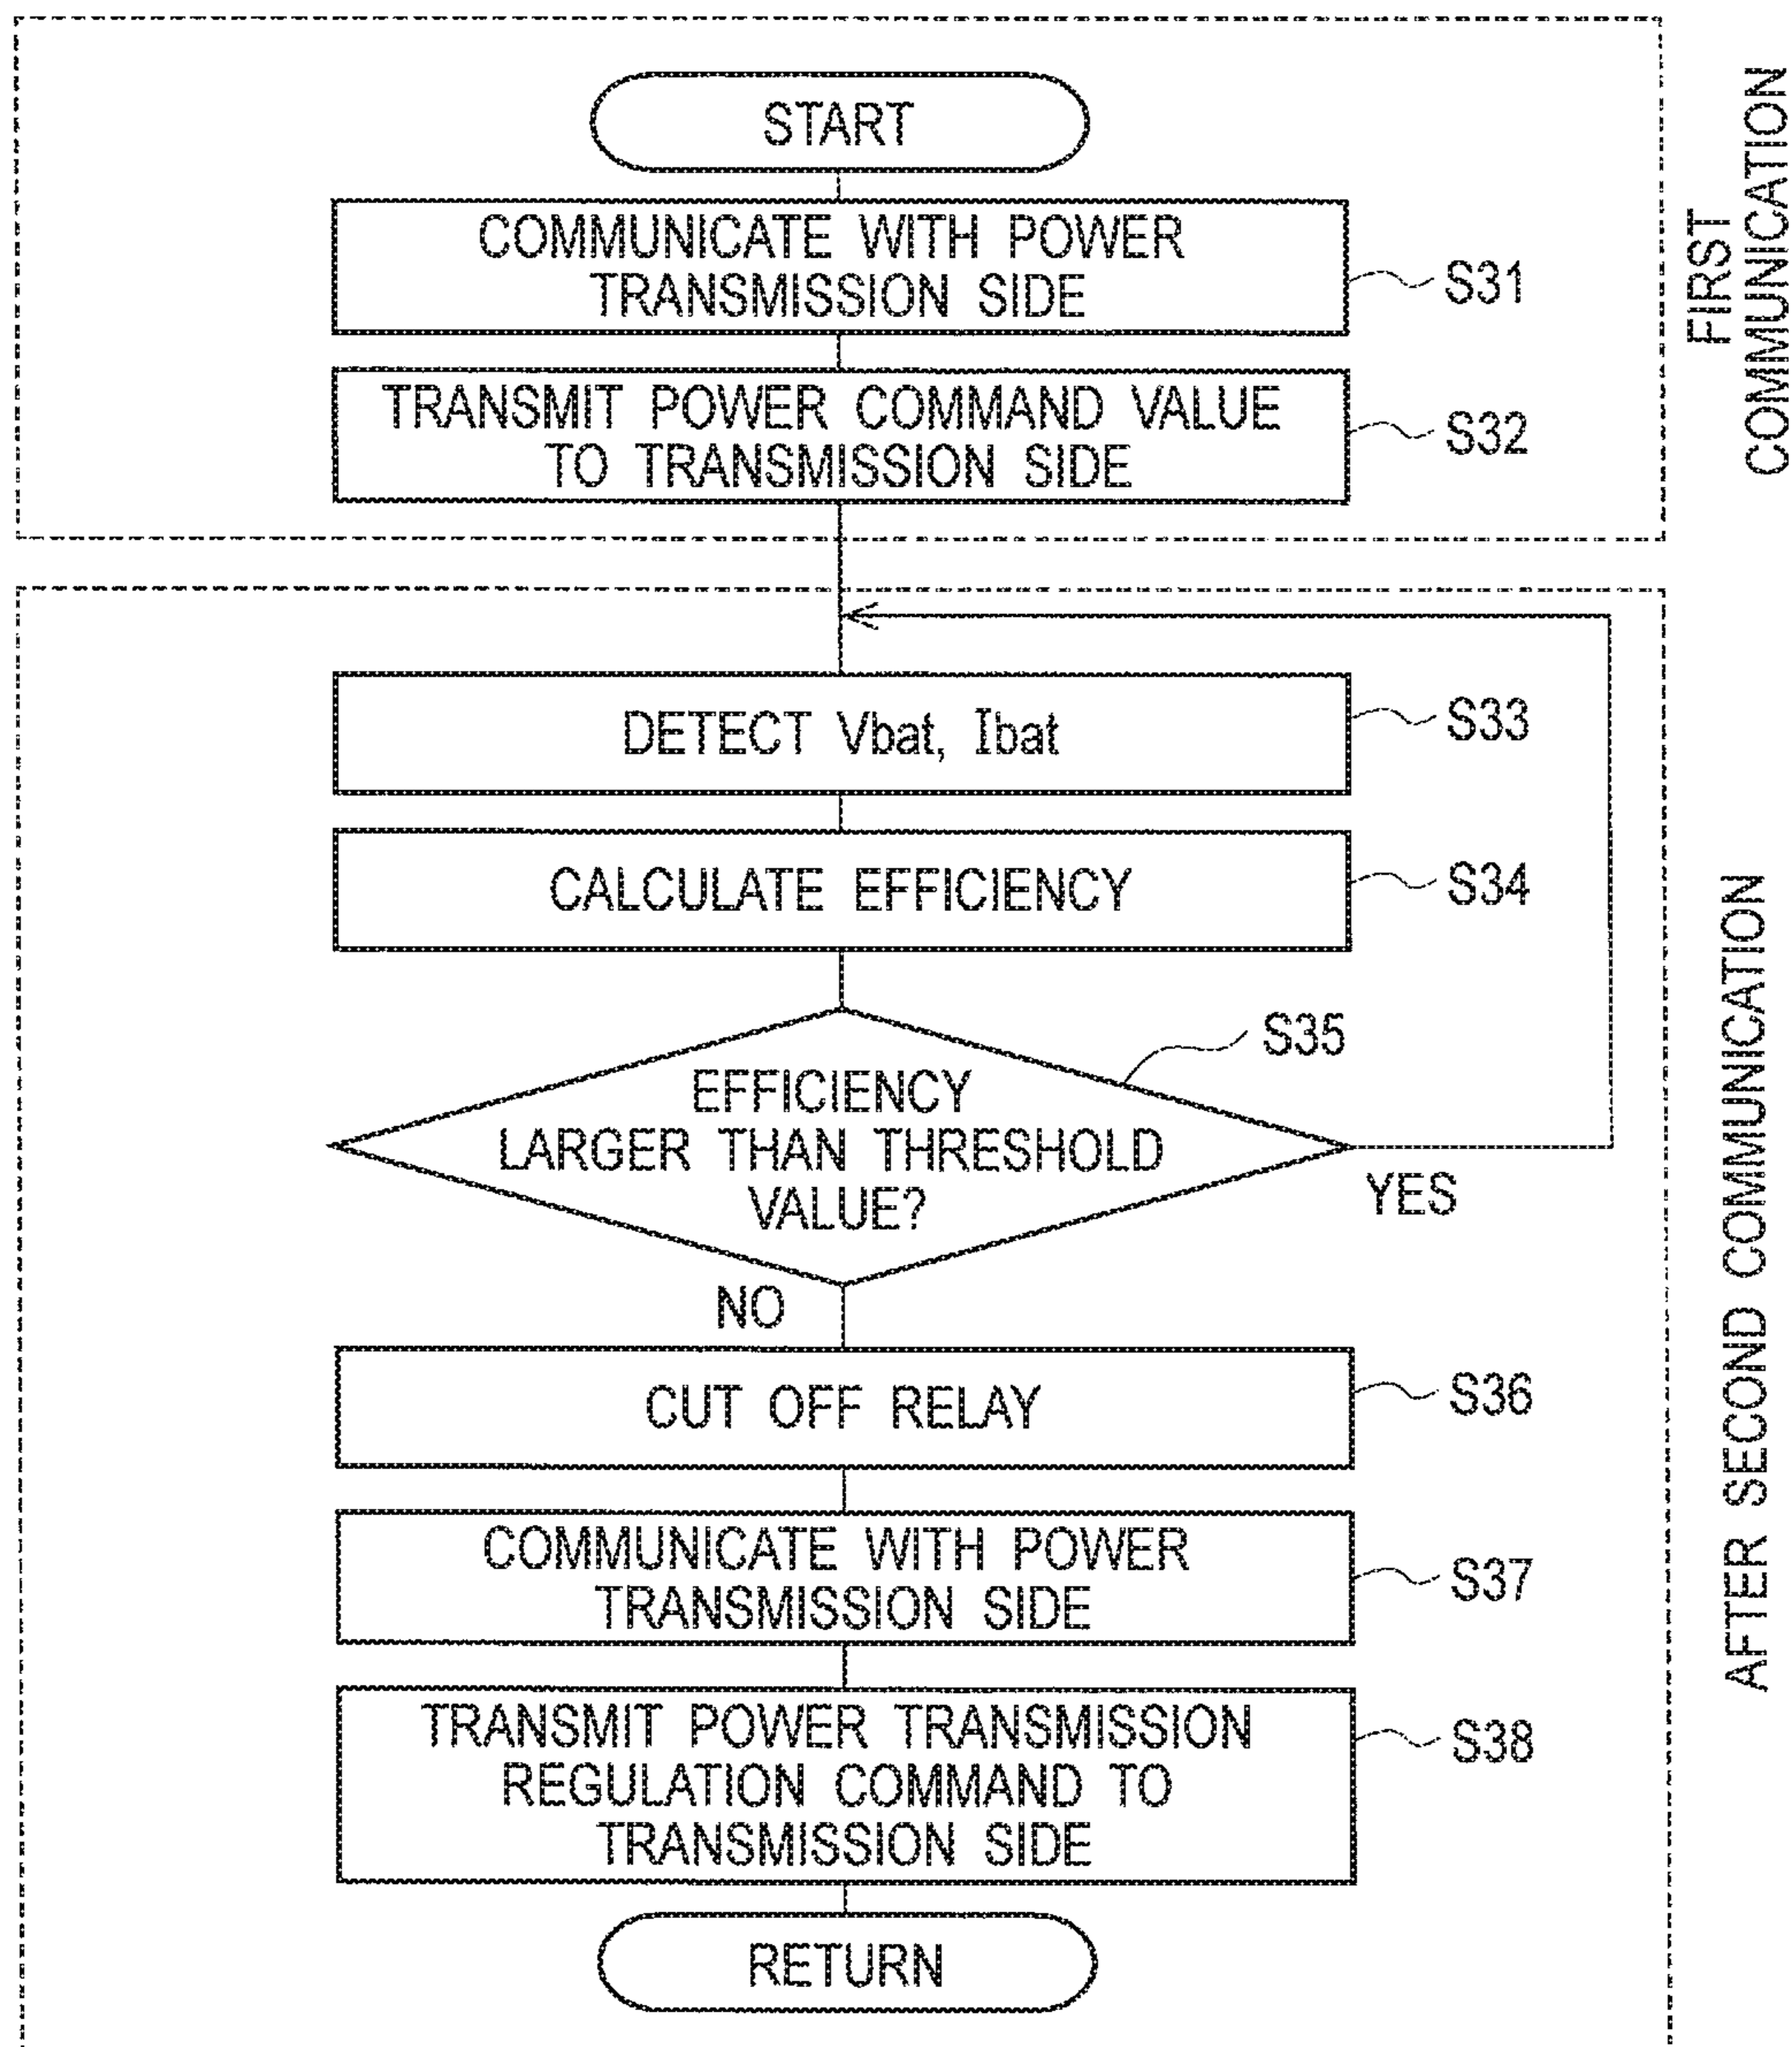 START
COMMUNICATE WITH POWER
TRANSMISSION SIDE
S31
TRANSMIT POWER COMMAND VALUE
TO TRANSMISSION SIDE
S32
FIRST
COMMUNICATION
DETECT Vbat, Ibat
S33
CALCULATE EFFICIENCY
S34
EFFICIENCY
LARGER THAN THRESHOLD
VALUE?
S35
YES
NO
CUT OFF RELAY
S36
COMMUNICATE WITH POWER
TRANSMISSION SIDE
S37
TRANSMIT POWER TRANSMISSION
REGULATION COMMAND TO
TRANSMISSION SIDE
S38
RETURN
AFTER SECOND COMMUNICATION